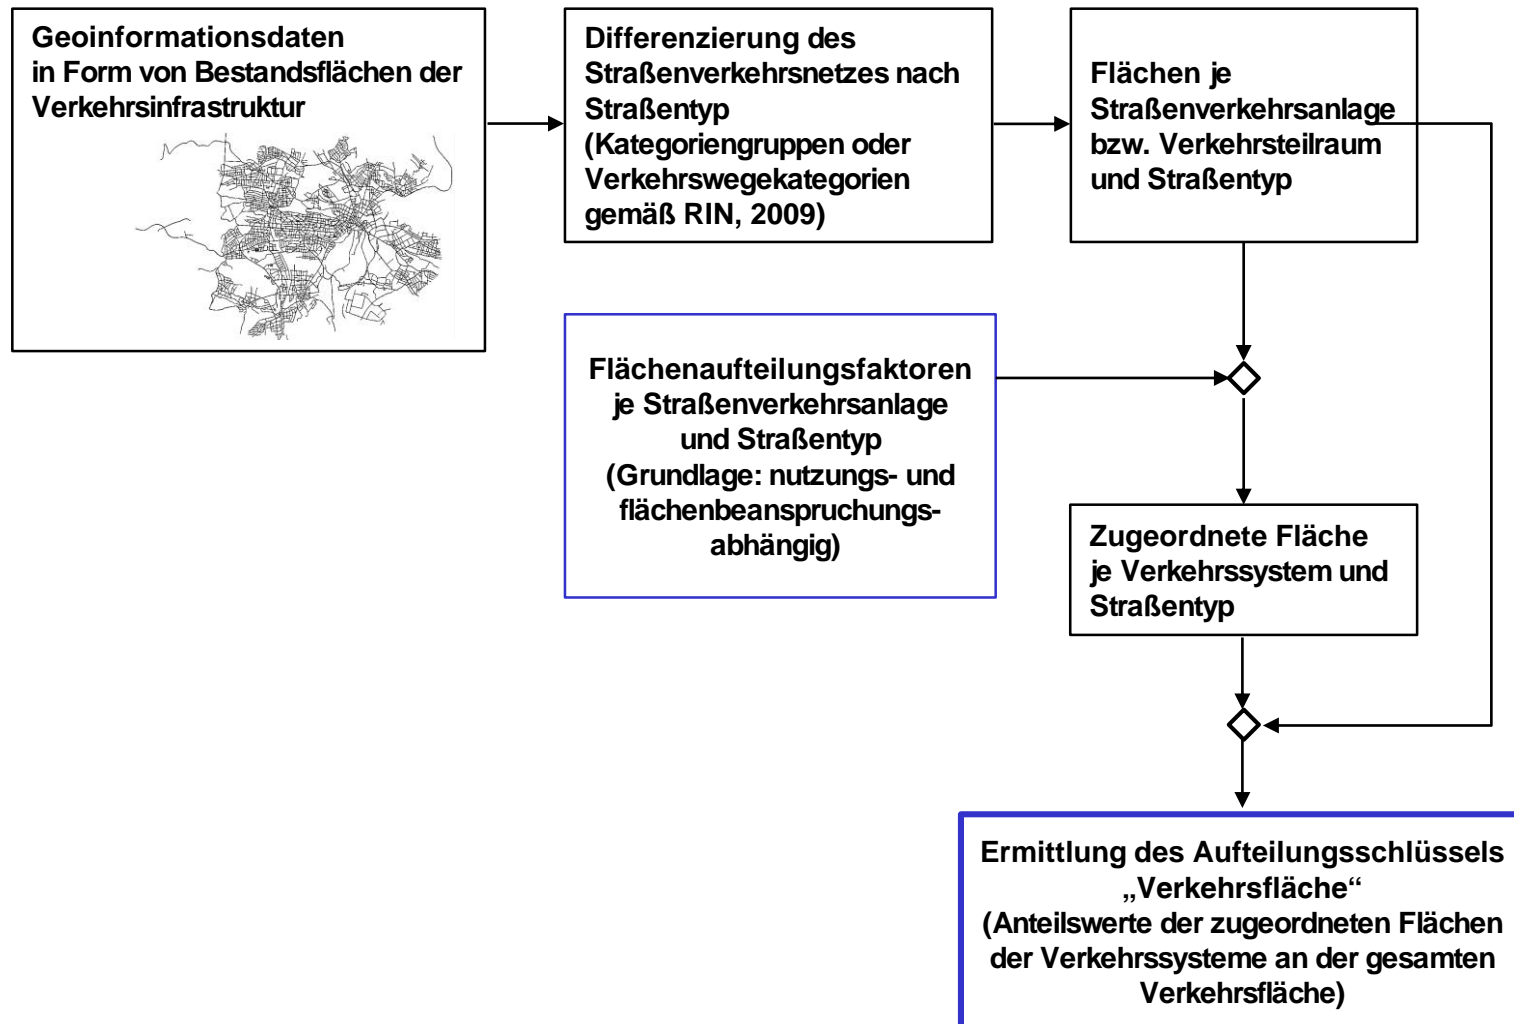 Geoinformationsdaten
in Form von Bestandsflächen der
Verkehrsinfrastruktur
Differenzierung des
Straßenverkehrsnetzes nach
Straßentyp
(Kategoriengruppen oder
Verkehrswegekategorien
gemäß RIN, 2009)
Flächen je
Straßenverkehrsanlage
bzw. Verkehrsteilraum
und Straßentyp
Flächenaufteilungsfaktoren
je Straßenverkehrsanlage
und Straßentyp
(Grundlage: nutzungs- und
flächenbeanspruchungs-
abhängig)
Zugeordnete Fläche
je Verkehrssystem und
Straßentyp
Ermittlung des Aufteilungsschlüssels
„Verkehrsfläche“
(Anteilswerte der zugeordneten Flächen
der Verkehrssysteme an der gesamten
Verkehrsfläche)